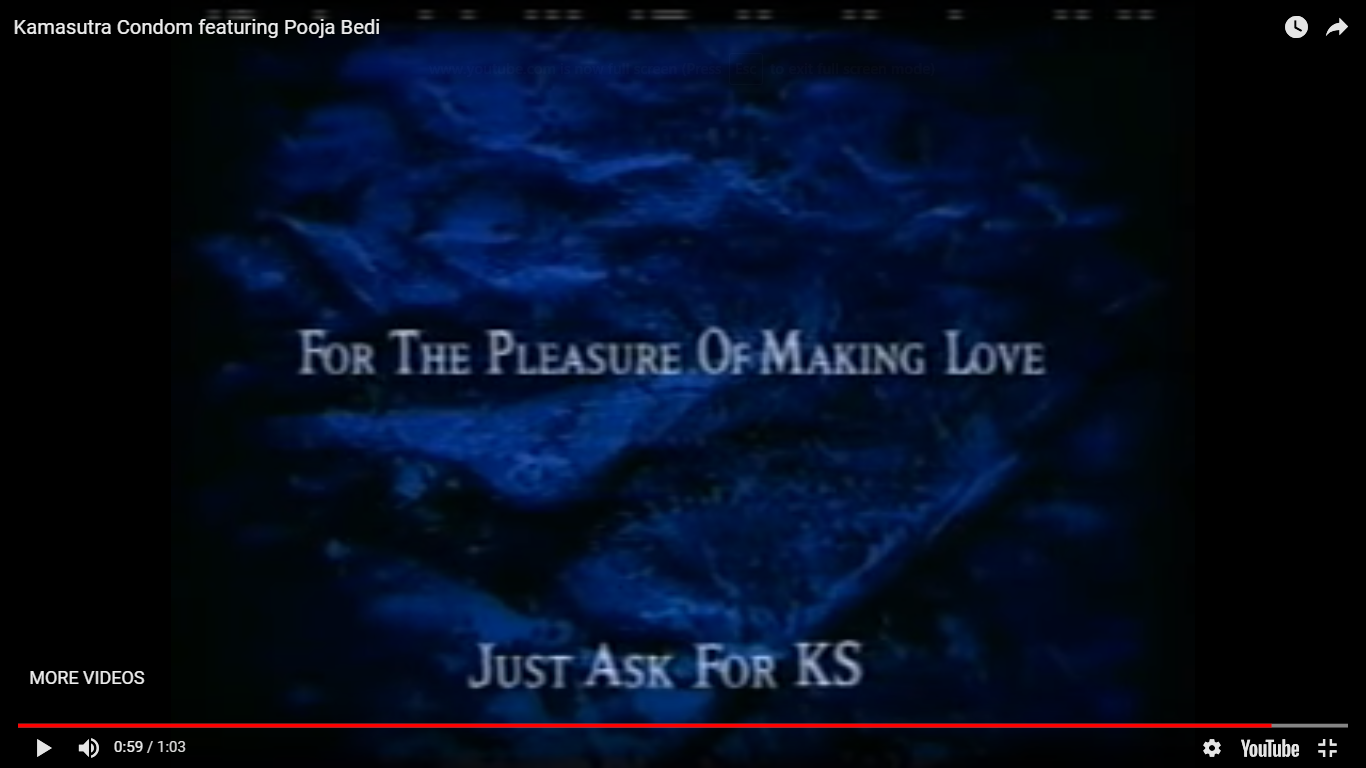 Kamasutra Condom featuring Pooja Bedi
FOR THE PLEASURE OF MAKING LOVE
JUST ASK FOR KS
MORE VIDEOS
0:59 / 1:03
YouTube